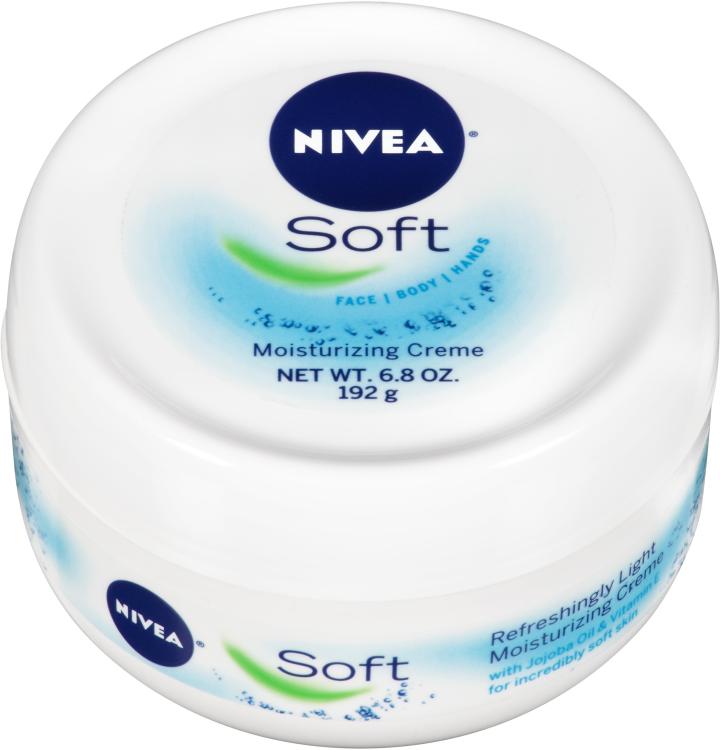 NIVEA®
Soft
FACE | BODY | HANDS
Moisturizing Creme
NET WT. 6.8 OZ.
192 g
NIVEA®
Soft
Refreshingly Light
Moisturizing Creme
with Jojoba Oil & Vitamin E
for incredibly soft skin